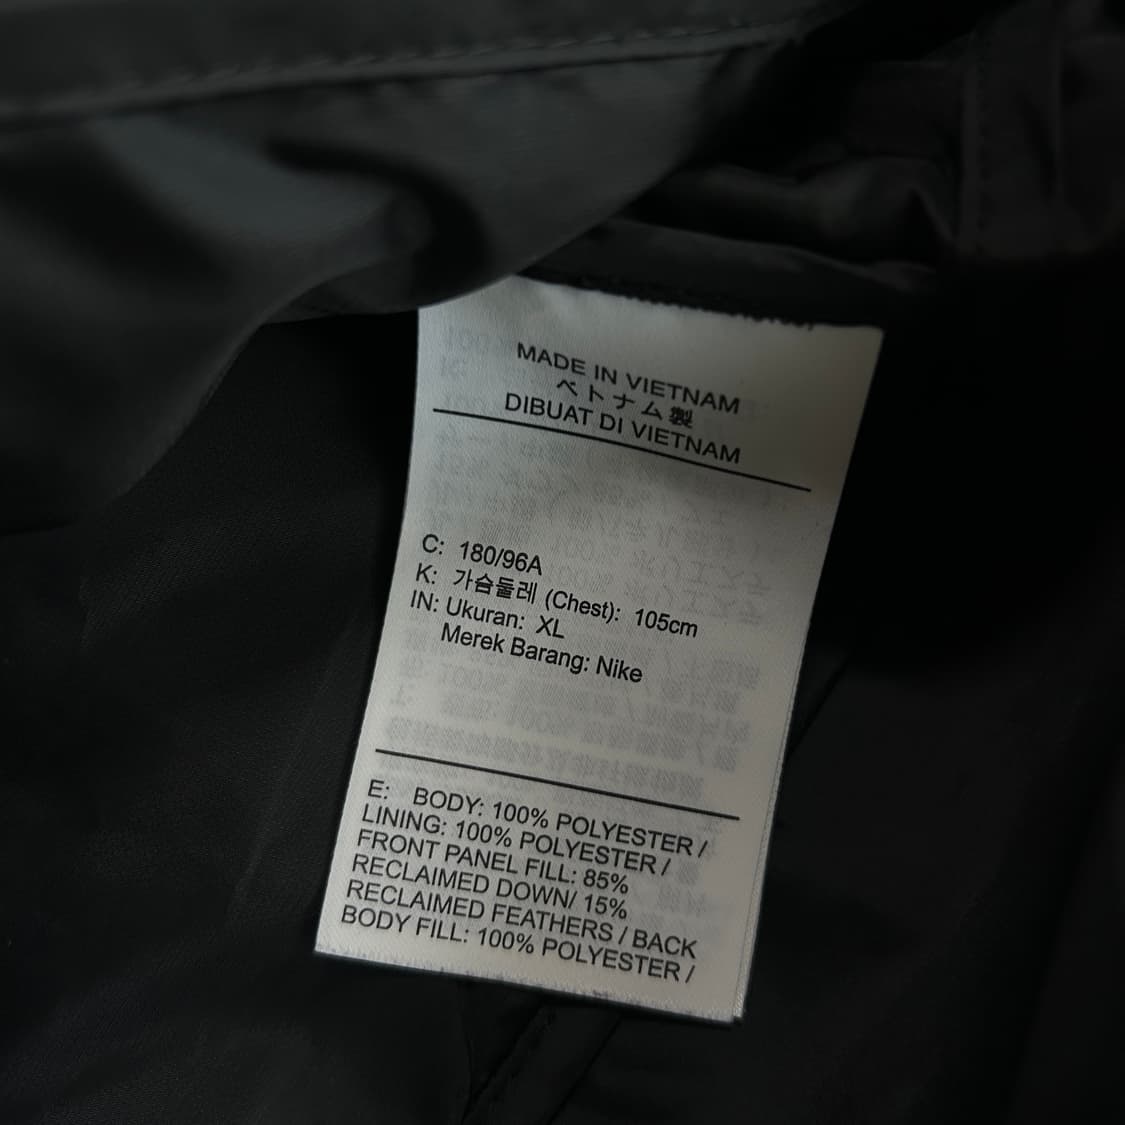 MADE IN VIETNAM
ベトナム製
DIBUAT DI VIETNAM
C: 180/96A
K: 가슴둘레 (Chest): 105cm
IN: Ukuran: XL
Merek Barang: Nike
E: BODY: 100% POLYESTER /
LINING: 100% POLYESTER /
FRONT PANEL FILL: 85%
RECLAIMED DOWN/ 15%
RECLAIMED FEATHERS / BACK
BODY FILL: 100% POLYESTER /